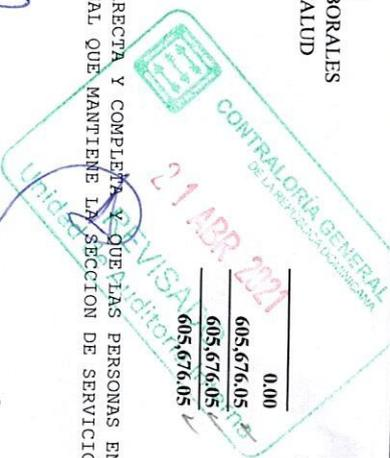 BORALES
SALUD
0.00
605,676.05
605,676.05
605,676.05
RECTA Y COMPLETA Y QUE LAS PERSONAS EN
AL QUE MANTIENE LA SECCION DE SERVICIO
CONTRALORÍA GENERAL
DE LA REPÚBLICA DOMINICANA
21 ABR 2021
REVISADO
Unidad de Auditoría Interna